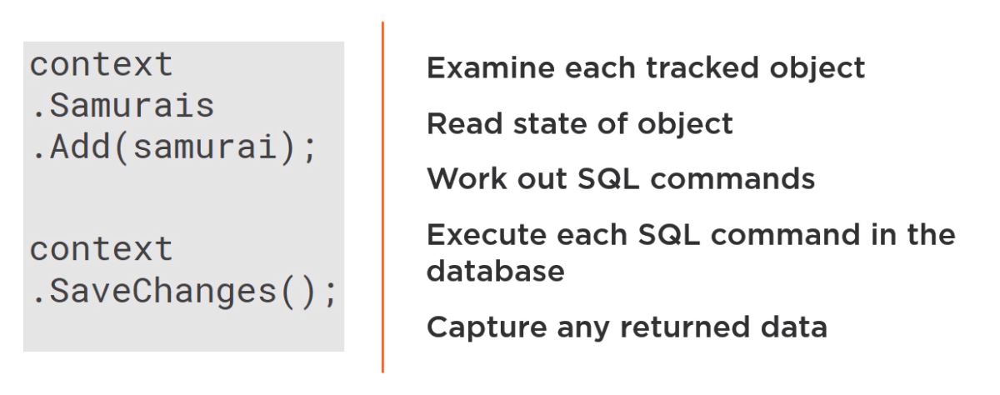 context
.Samurais
.Add(samurai);
context
.SaveChanges();
Examine each tracked object
Read state of object
Work out SQL commands
Execute each SQL command in the
database
Capture any returned data